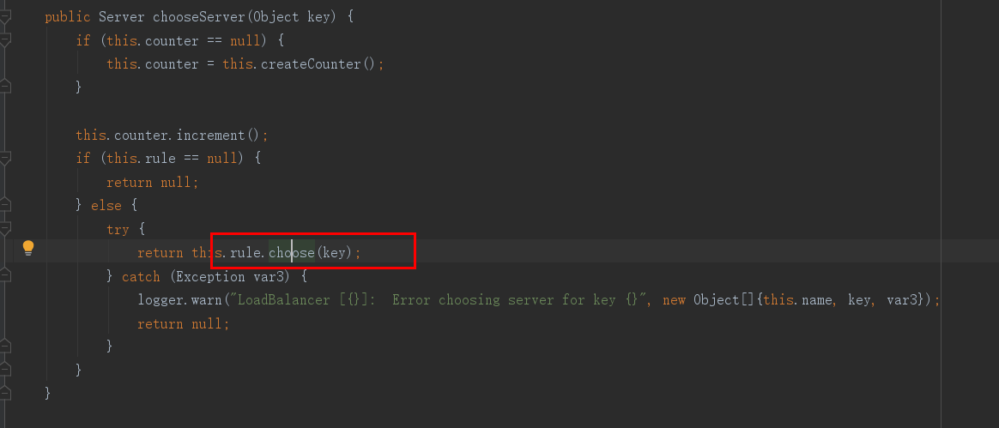 public Server chooseServer(Object key) {
if (this.counter == null) {
this.counter = this.createCounter();
}
this.counter.increment();
if (this.rule == null) {
return null;
} else {
try {
return this.rule.choose(key);
} catch (Exception var3) {
logger.warn("LoadBalancer [{}]:  Error choosing server for key {}", new Object[]{this.name, key, var3});
return null;
}
}
}